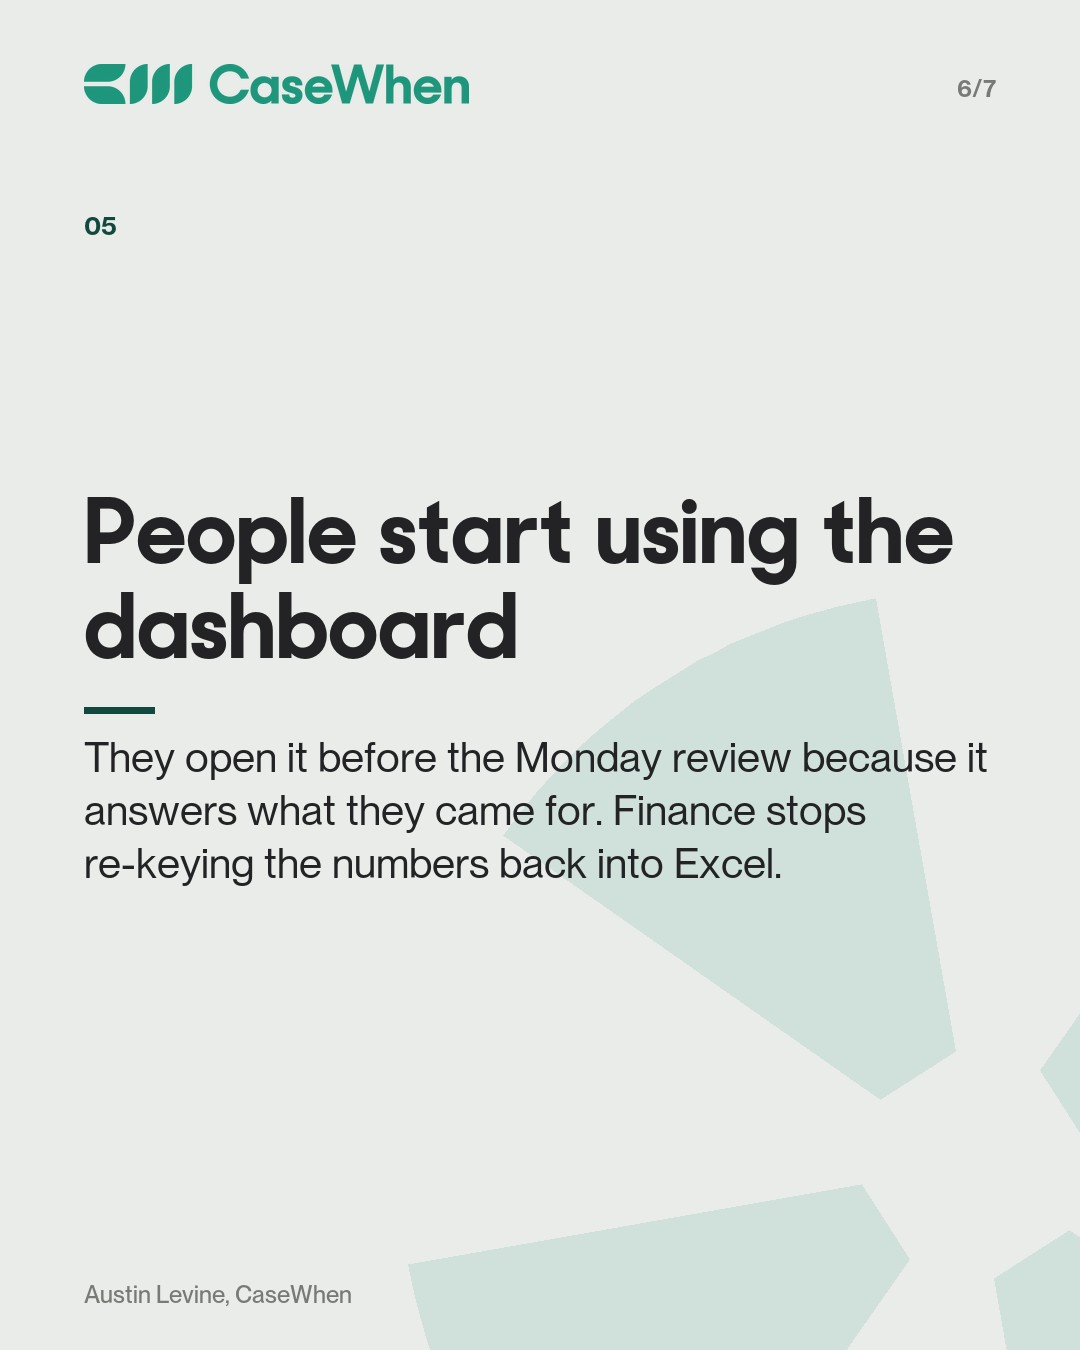 CaseWhen
6/7
05
People start using the
dashboard
They open it before the Monday review because it
answers what they came for. Finance stops
re-keying the numbers back into Excel.
Austin Levine, CaseWhen